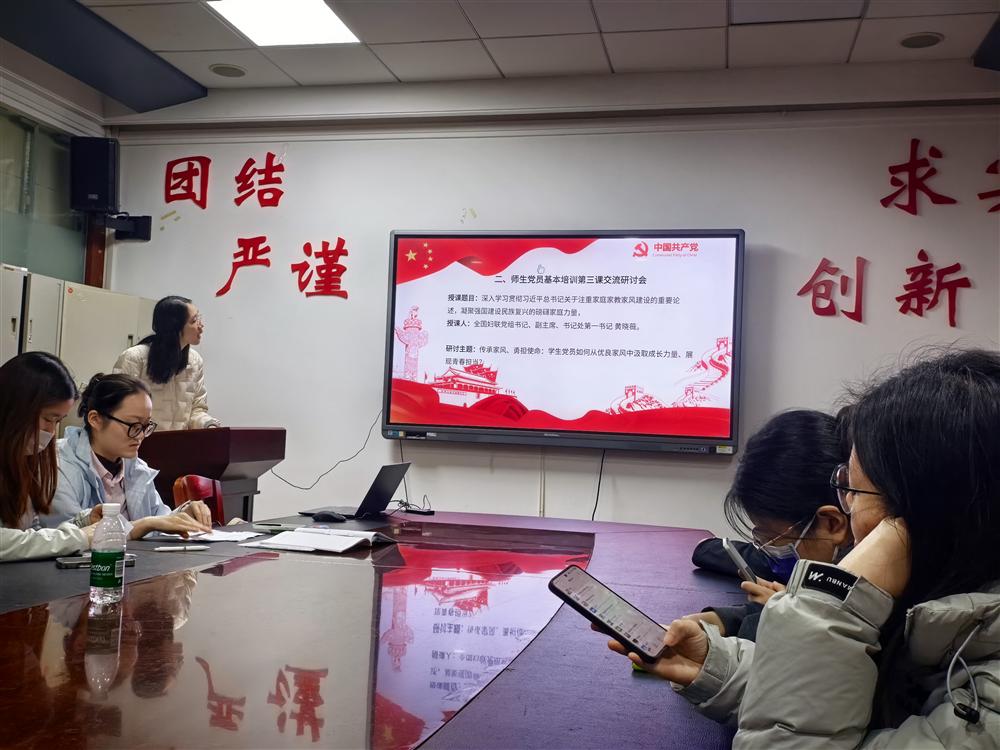 团结
严谨
求
创新
中国共产党
Communist Party of China
二、师生党员基本培训第三课交流研讨会
授课题目：深入学习贯彻习近平总书记关于注重家庭家教家风建设的重要论
述，凝聚强国建设民族复兴的磅礴家庭力量。
授课人：全国妇联党组书记、副主席、书记处第一书记 黄晓薇。
研讨主题：传承家风、勇担使命：学生党员如何从优良家风中汲取成长力量、展
现青春担当?